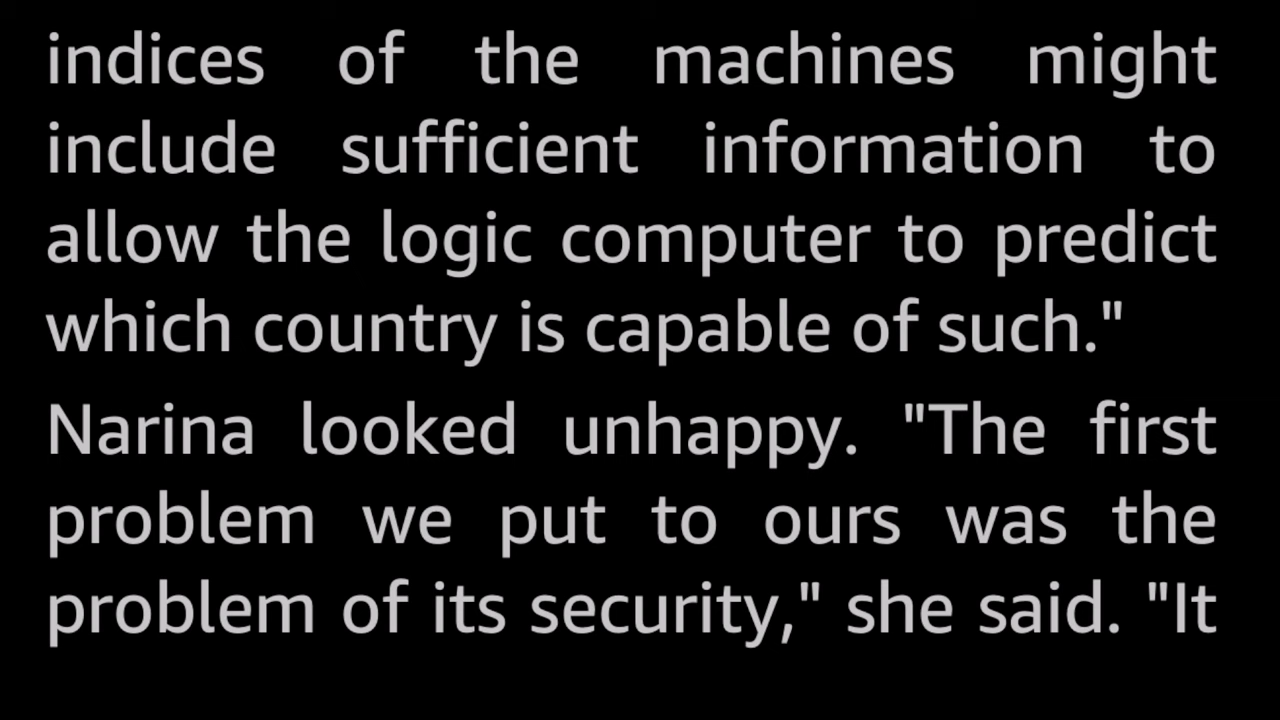 indices of the machines might
include sufficient information to
allow the logic computer to predict
which country is capable of such."
Narina looked unhappy. "The first
problem we put to ours was the
problem of its security," she said. "It